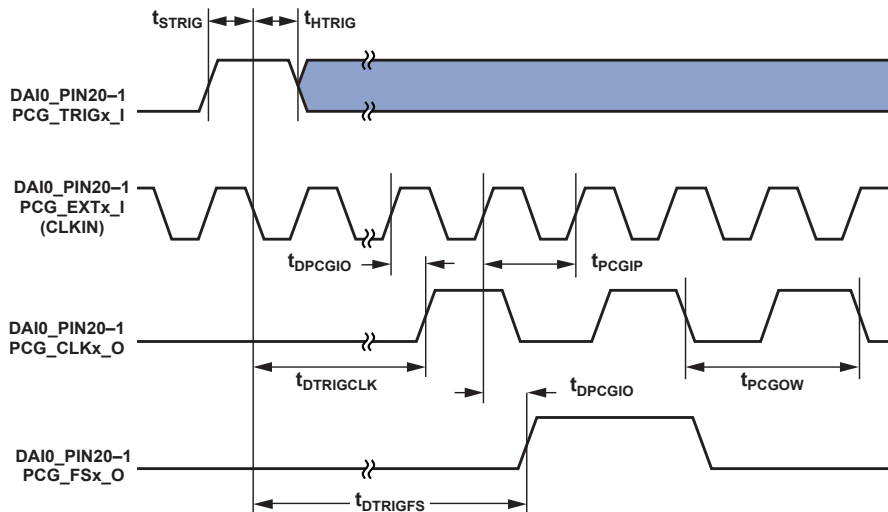 tSTRIG
tHTRIG
DAI0_PIN20–1
PCG_TRIGx_I
DAI0_PIN20–1
PCG_EXTx_I
(CLKIN)
tDPCGIO
tPCGIP
DAI0_PIN20–1
PCG_CLKx_O
tDTRIGCLK
tDPCGIO
tPCGOW
DAI0_PIN20–1
PCG_FSx_O
tDTRIGFS